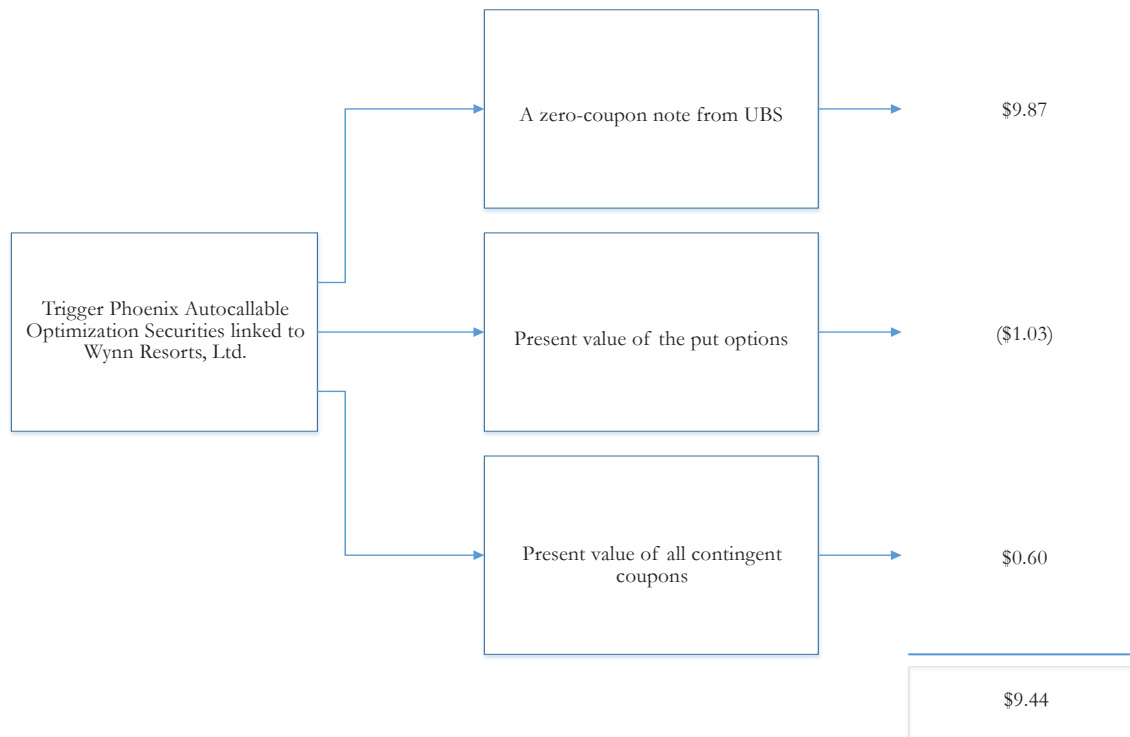 A zero-coupon note from UBS
$9.87
Trigger Phoenix Autocallable
Optimization Securities linked to
Wynn Resorts, Ltd.
Present value of the put options
($1.03)
Present value of all contingent
coupons
$0.60
$9.44